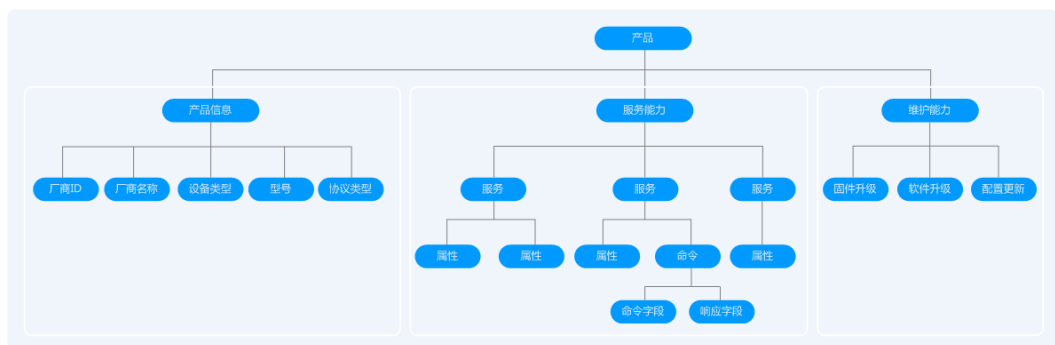 产品
产品信息
服务能力
维护能力
厂商ID
厂商名称
设备类型
型号
协议类型
服务
服务
服务
固件升级
软件升级
配置更新
属性
属性
属性
命令
属性
命令字段
响应字段